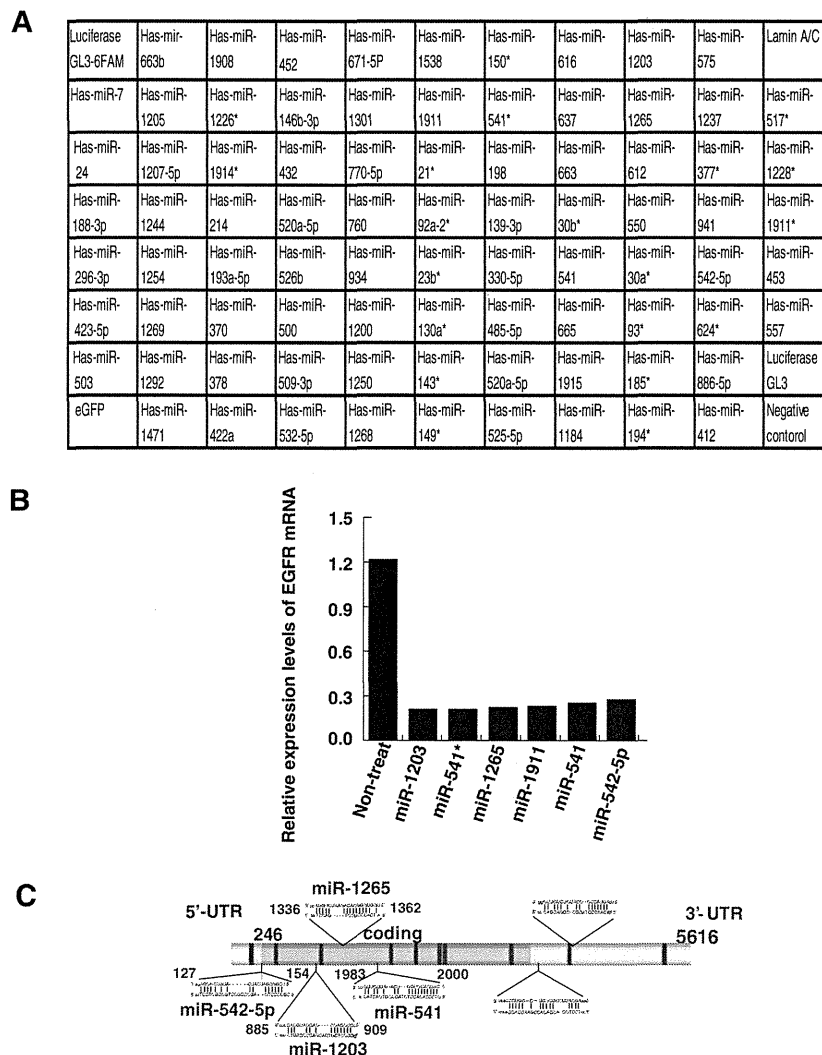 A
Luciferase GL3-6FAM Has-mir-663b Has-miR-1908 Has-miR-452 Has-miR-671-5P Has-miR-1538 Has-miR-150* Has-miR-616 Has-miR-1203 Has-miR-575 Lamin A/C
Has-miR-7 Has-miR-1205 Has-miR-1226* Has-miR-146b-3p Has-miR-1301 Has-miR-1911 Has-miR-541* Has-miR-637 Has-miR-1265 Has-miR-1237 Has-miR-517*
Has-miR-24 Has-miR-1207-5p Has-miR-1914* Has-miR-432 Has-miR-770-5p Has-miR-21* Has-miR-198 Has-miR-663 Has-miR-612 Has-miR-377* Has-miR-1228*
Has-miR-188-3p Has-miR-1244 Has-miR-214 Has-miR-520a-5p Has-miR-760 Has-miR-92a-2* Has-miR-139-3p Has-miR-30b* Has-miR-550 Has-miR-941 Has-miR-1911*
Has-miR-296-3p Has-miR-1254 Has-miR-193a-5p Has-miR-526b Has-miR-934 Has-miR-23b* Has-miR-330-5p Has-miR-541 Has-miR-30a* Has-miR-542-5p Has-miR-453
Has-miR-423-5p Has-miR-1269 Has-miR-370 Has-miR-500 Has-miR-1200 Has-miR-130a* Has-miR-485-5p Has-miR-665 Has-miR-93* Has-miR-624* Has-miR-557
Has-miR-503 Has-miR-1292 Has-miR-378 Has-miR-509-3p Has-miR-1250 Has-miR-143* Has-miR-520a-5p Has-miR-1915 Has-miR-185* Has-miR-886-5p Luciferase GL3
eGFP Has-miR-1471 Has-miR-422a Has-miR-532-5p Has-miR-1268 Has-miR-149* Has-miR-525-5p Has-miR-1184 Has-miR-194* Has-miR-412 Negative contorol
B
Relative expression levels of EGFR mRNA
1.5
1.2
0.9
0.6
0.3
0.0
Non-treat
miR-1203
miR-541*
miR-1265
miR-1911
miR-541
miR-542-5p
C
miR-1265
1336 1362
5'-UTR
246
coding
3'- UTR
5616
127
154
1983
2000
miR-542-5p
miR-541
885
909
miR-1203